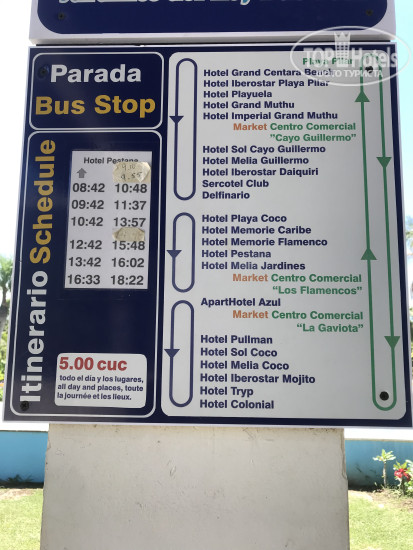 Parada
Bus Stop
Itinerario Schedule
Hotel Pestana
08:42 10:48
09:42 11:37
10:42 13:57
12:42 15:48
13:42 16:02
16:33 18:22
5.00 cuc
todo el día y los lugares,
all day and places, toute
la journée et les lieux.
Playa Pilar
Hotel Grand Centara Beach
Hotel Iberostar Playa Pilar
Hotel Playuela
Hotel Grand Muthu
Hotel Imperial Grand Muthu
Market Centro Comercial
"Cayo Guillermo"
Hotel Sol Cayo Guillermo
Hotel Melia Guillermo
Hotel Iberostar Daiquiri
Sercotel Club
Delfinario
Hotel Playa Coco
Hotel Memorie Caribe
Hotel Memorie Flamenco
Hotel Pestana
Hotel Melia Jardines
Market Centro Comercial
"Los Flamencos"
ApartHotel Azul
Market Centro Comercial
"La Gaviota"
Hotel Pullman
Hotel Sol Coco
Hotel Melia Coco
Hotel Iberostar Mojito
Hotel Tryp
Hotel Colonial
TOPHOTELS